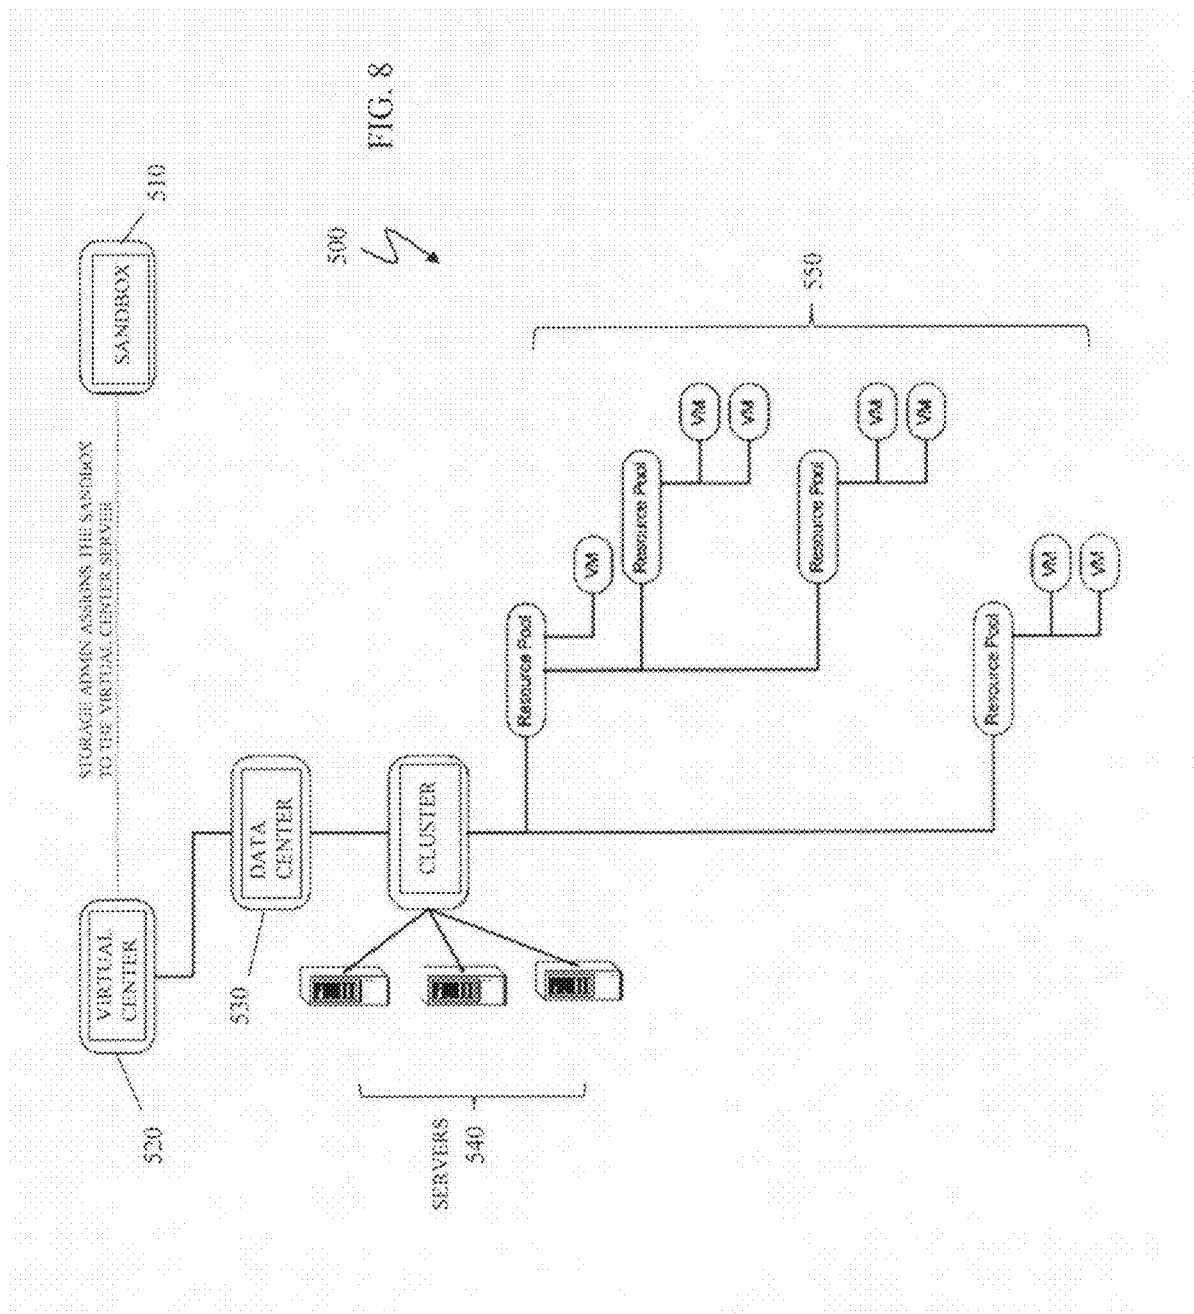 STORAGE ADMIN ASSIGNS THE SANDBOX
TO THE VIRTUAL CENTER SERVER
VIRTUAL
CENTER
SANDBOX
510
520
DATA
CENTER
530
500
FIG. 8
CLUSTER
SERVERS
540
Resource Pool
VM
Resource Pool
VM
VM
550
Resource Pool
VM
VM
Resource Pool
VM
VM